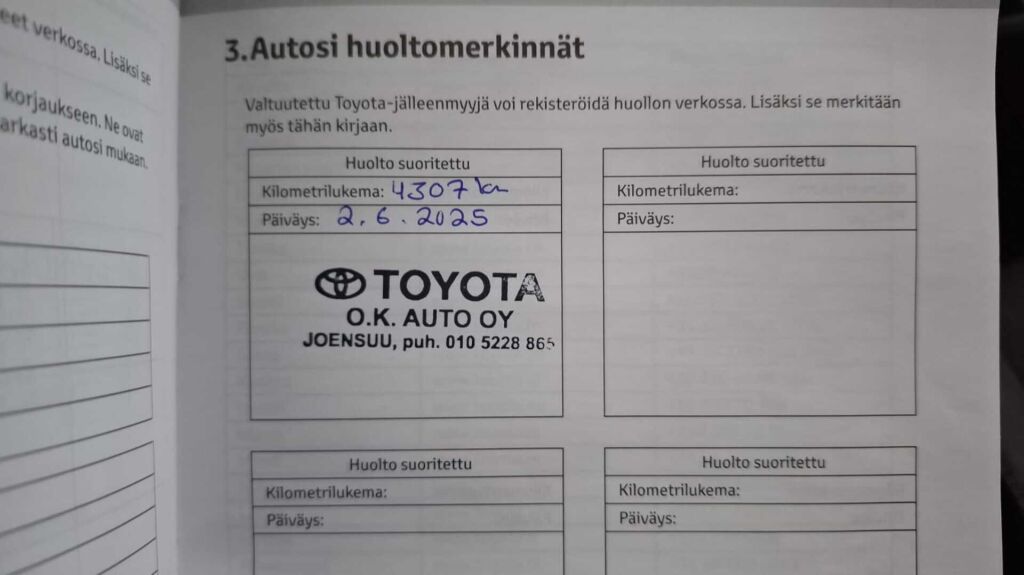 eet verkossa. Lisäksi se
korjaukseen. Ne ovat
arkasti autosi mukaan.
3. Autosi huoltomerkinnät
Valtuutettu Toyota-jälleenmyyjä voi rekisteröidä huollon verkossa. Lisäksi se merkitään
myös tähän kirjaan.
Huolto suoritettu
Kilometrilukema: 4307 km
Päiväys: 2.6.2025
TOYOTA
O.K. AUTO OY
JOENSUU, puh. 010 5228 865
Huolto suoritettu
Kilometrilukema:
Päiväys:
Huolto suoritettu
Kilometrilukema:
Päiväys:
Huolto suoritettu
Kilometrilukema:
Päiväys: